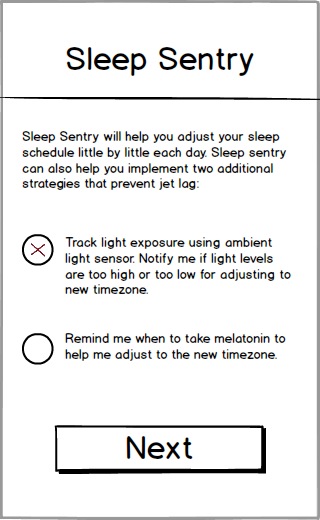 Sleep Sentry
Sleep Sentry will help you adjust your sleep
schedule little by little each day. Sleep sentry
can also help you implement two additional
strategies that prevent jet lag:
Track light exposure using ambient
light sensor. Notify me if light levels
are too high or too low for adjusting to
new timezone.
Remind me when to take melatonin to
help me adjust to the new timezone.
Next